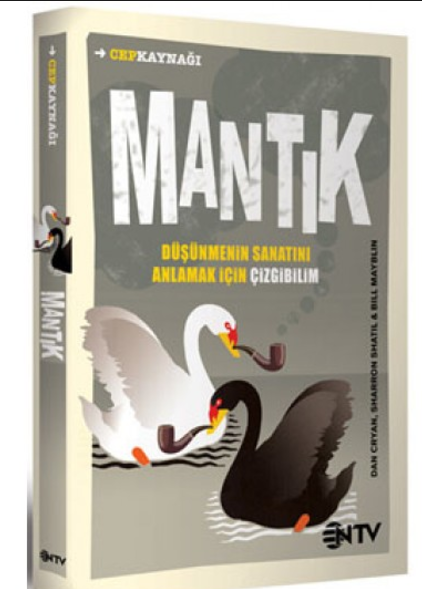 → CEPKAYNAĞI
MANTIK
DÜŞÜNMENİN SANATINI
ANLAMAK İÇİN ÇİZGİBİLİM
DAN CRYAN, SHARRON SHATIL & BILL MAYBLIN
NTV
→ CEPKAYNAĞI
MANTIK
NTV